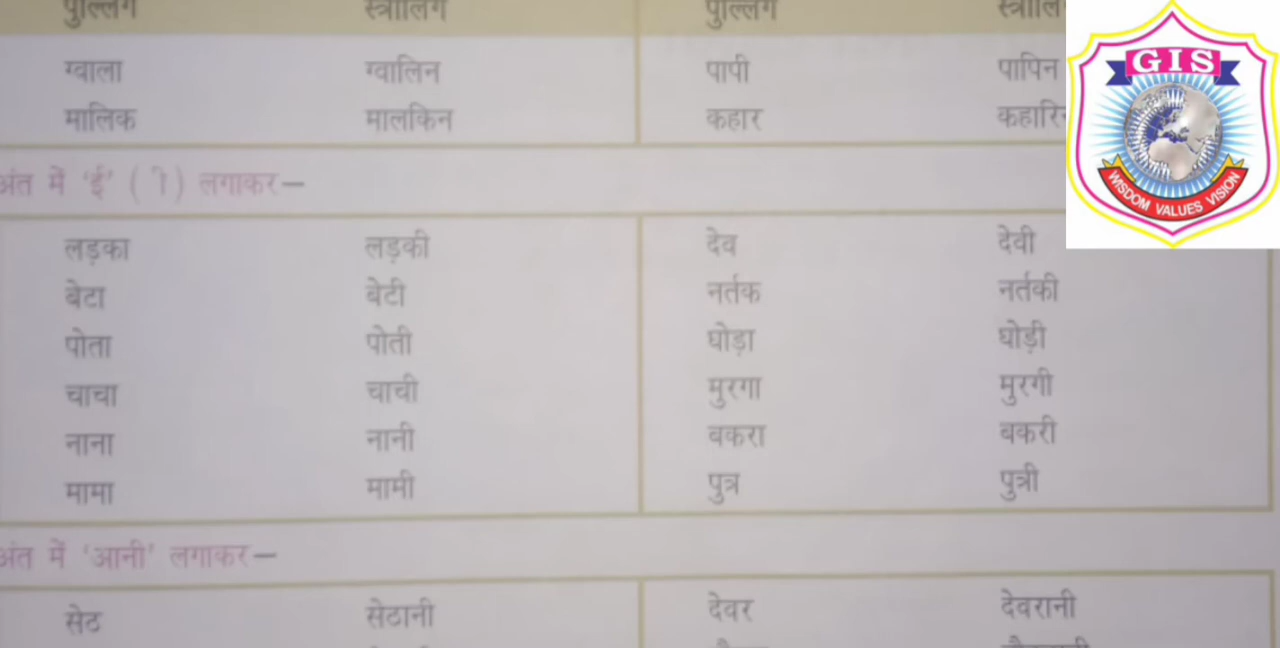 पुल्लिंग स्त्रीलिंग पुल्लिंग
ग्वाला ग्वालिन पापी पापिन
मालिक मालकिन कहार
अंत में 'ई' ( ी ) लगाकर—
लड़का लड़की देव देवी
बेटा बेटी नर्तक नर्तकी
पोता पोती घोड़ा घोड़ी
चाचा चाची मुरगा मुरगी
नाना नानी बकरा बकरी
मामा मामी पुत्र पुत्री
अंत में 'आनी' लगाकर—
सेठ सेठानी देवर देवरानी
GIS
WISDOM VALUES VISION